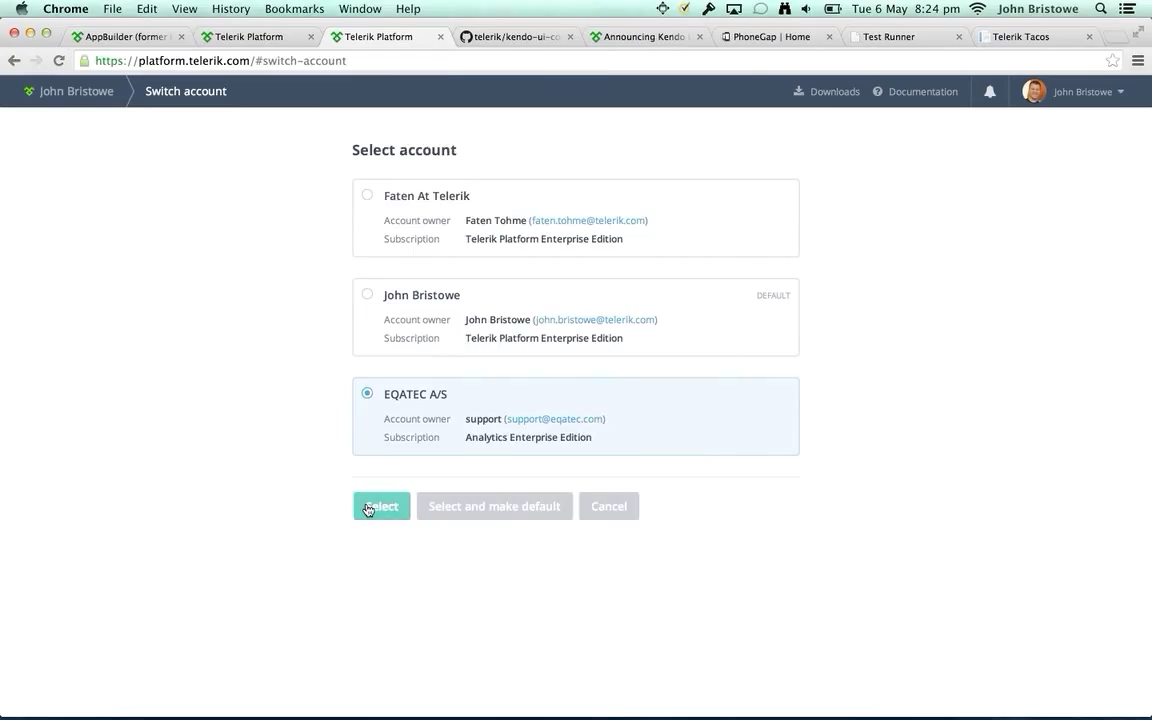 Chrome File Edit View History Bookmarks Window Help Tue 6 May 8:24 pm John Bristowe
AppBuilder (former Telerik Platform Telerik Platform telerik/kendo-ui-co Announcing Kendo PhoneGap | Home Test Runner Telerik Tacos
https://platform.telerik.com/#switch-account
John Bristowe Switch account Downloads Documentation John Bristowe
Select account
Faten At Telerik
Account owner Faten Tohme (faten.tohme@telerik.com)
Subscription Telerik Platform Enterprise Edition
John Bristowe DEFAULT
Account owner John Bristowe (john.bristowe@telerik.com)
Subscription Telerik Platform Enterprise Edition
EQATEC A/S
Account owner support (support@eqatec.com)
Subscription Analytics Enterprise Edition
Select Select and make default Cancel